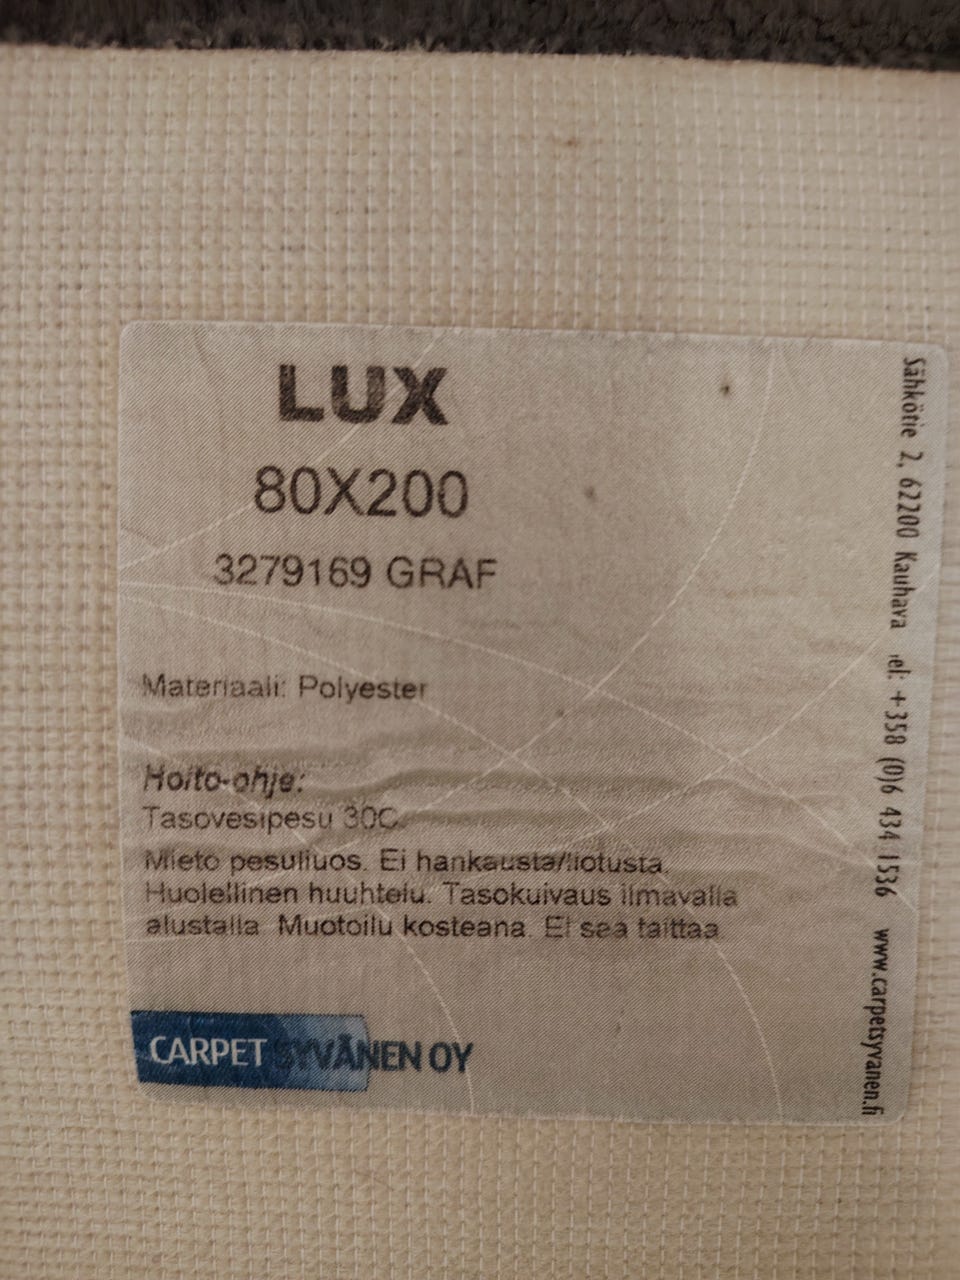 LUX
80X200
3279169 GRAF
Materiaali: Polyester
Hoito-ohje:
Tasovesipesu 30C.
Mieto pesuliuos. Ei hankausta/liotusta.
Huolellinen huuhtelu. Tasokuivaus ilmavalla
alustalla Muotoilu kosteana. Ei saa taittaa
CARPET SYVÄNEN OY
Sähkötie 2, 62200 Kauhava Tel: +358 (0)6 434 1536 www.carpetsyvanen.fi